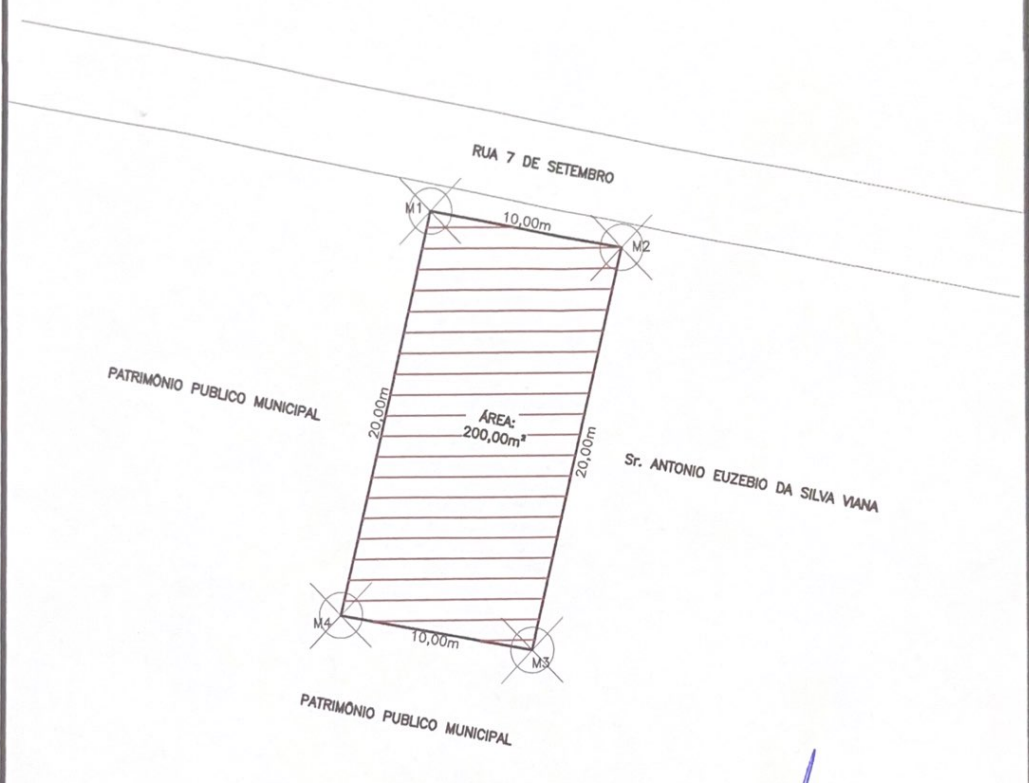 RUA 7 DE SETEMBRO
M1
10,00m
M2
PATRIMÔNIO PUBLICO MUNICIPAL
20,00m
ÁREA:
200,00m²
20,00m
Sr. ANTONIO EUZEBIO DA SILVA VIANA
M4
10,00m
M3
PATRIMÔNIO PUBLICO MUNICIPAL